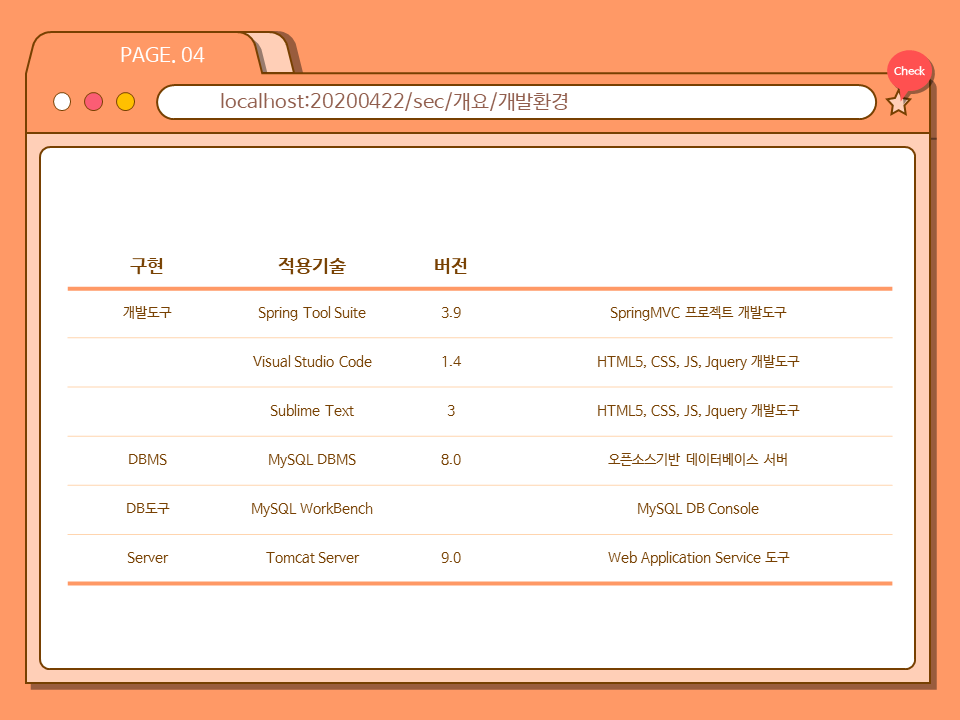 PAGE. 04
Check
localhost:20200422/sec/개요/개발환경
구현 적용기술 버전
개발도구 Spring Tool Suite 3.9 SpringMVC 프로젝트 개발도구
Visual Studio Code 1.4 HTML5, CSS, JS, Jquery 개발도구
Sublime Text 3 HTML5, CSS, JS, Jquery 개발도구
DBMS MySQL DBMS 8.0 오픈소스기반 데이터베이스 서버
DB도구 MySQL WorkBench MySQL DB Console
Server Tomcat Server 9.0 Web Application Service 도구